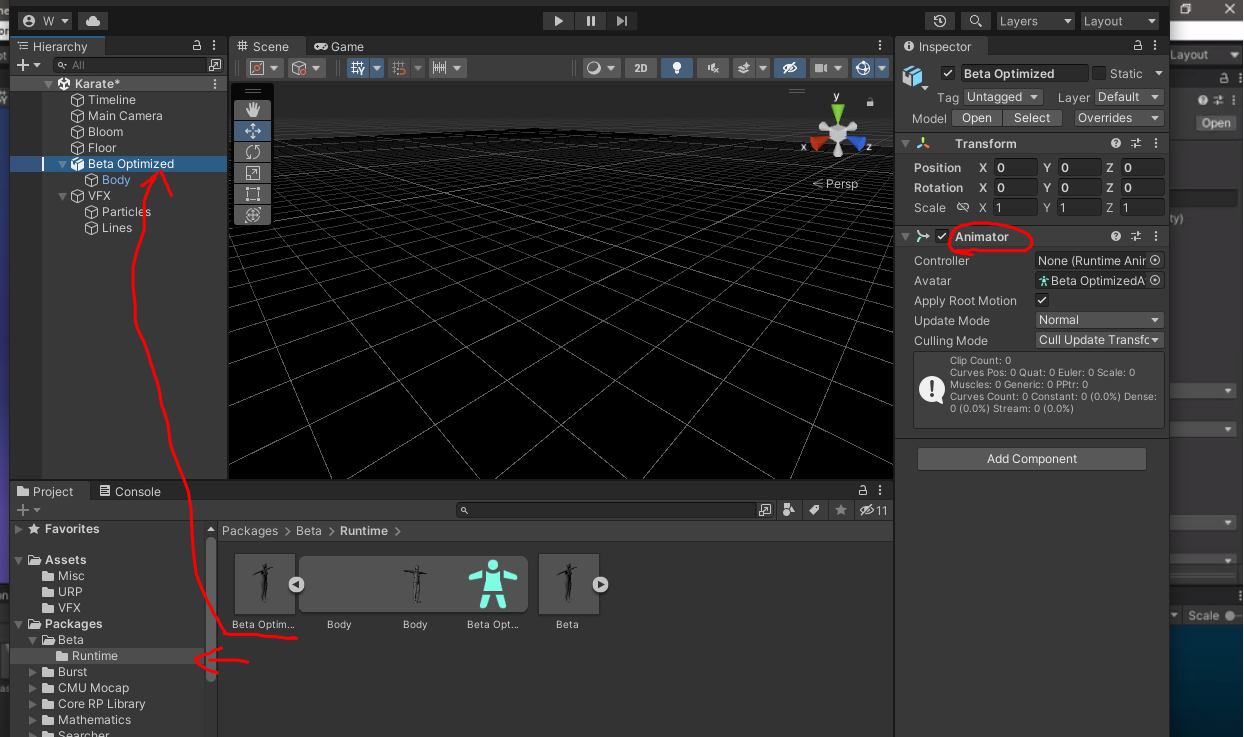 W
Layers
Layout
Hierarchy
All
Karate*
Timeline
Main Camera
Bloom
Floor
Beta Optimized
Body
VFX
Particles
Lines
Scene
Game
2D
y
x
z
Persp
Inspector
Beta Optimized
Static
Tag Untagged
Layer Default
Model Open Select Overrides
Transform
Position X 0 Y 0 Z 0
Rotation X 0 Y 0 Z 0
Scale X 1 Y 1 Z 1
Animator
Controller None (Runtime Anir
Avatar Beta OptimizedA
Apply Root Motion
Update Mode Normal
Culling Mode Cull Update Transfc
Clip Count: 0
Curves Pos: 0 Quat: 0 Euler: 0 Scale: 0
Muscles: 0 Generic: 0 PPtr: 0
Curves Count: 0 Constant: 0 (0.0%) Dense:
0 (0.0%) Stream: 0 (0.0%)
Add Component
Project
Console
11
Favorites
Assets
Misc
URP
VFX
Packages
Beta
Runtime
Burst
CMU Mocap
Core RP Library
Mathematics
Searcher
Packages > Beta > Runtime >
Beta Optim...
Body
Body
Beta Opt...
Beta
Layout
Open
ty)
Scale